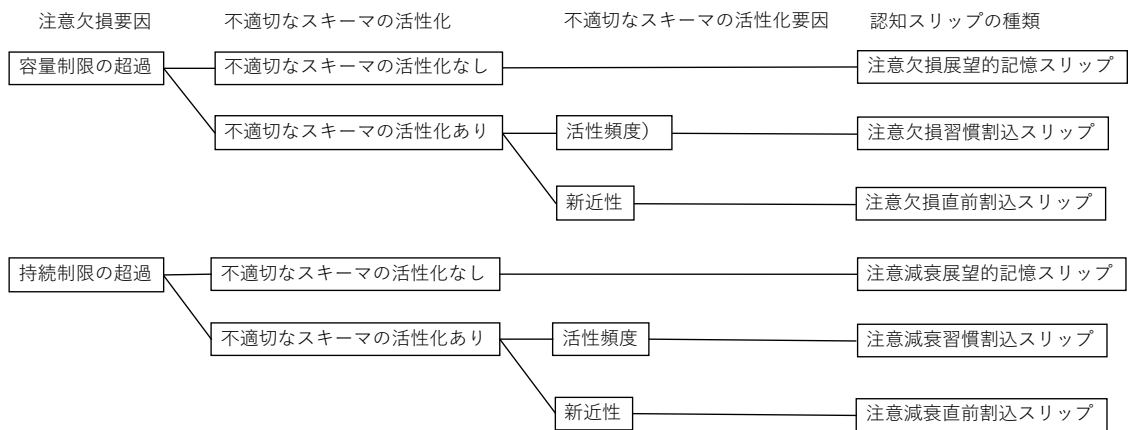 注意欠損要因 不適切なスキーマの活性化 不適切なスキーマの活性化要因 認知スリップの種類
容量制限の超過 不適切なスキーマの活性化なし 注意欠損展望的記憶スリップ
不適切なスキーマの活性化あり 活性頻度） 注意欠損習慣割込スリップ
新近性 注意欠損直前割込スリップ
持続制限の超過 不適切なスキーマの活性化なし 注意減衰展望的記憶スリップ
不適切なスキーマの活性化あり 活性頻度 注意減衰習慣割込スリップ
新近性 注意減衰直前割込スリップ